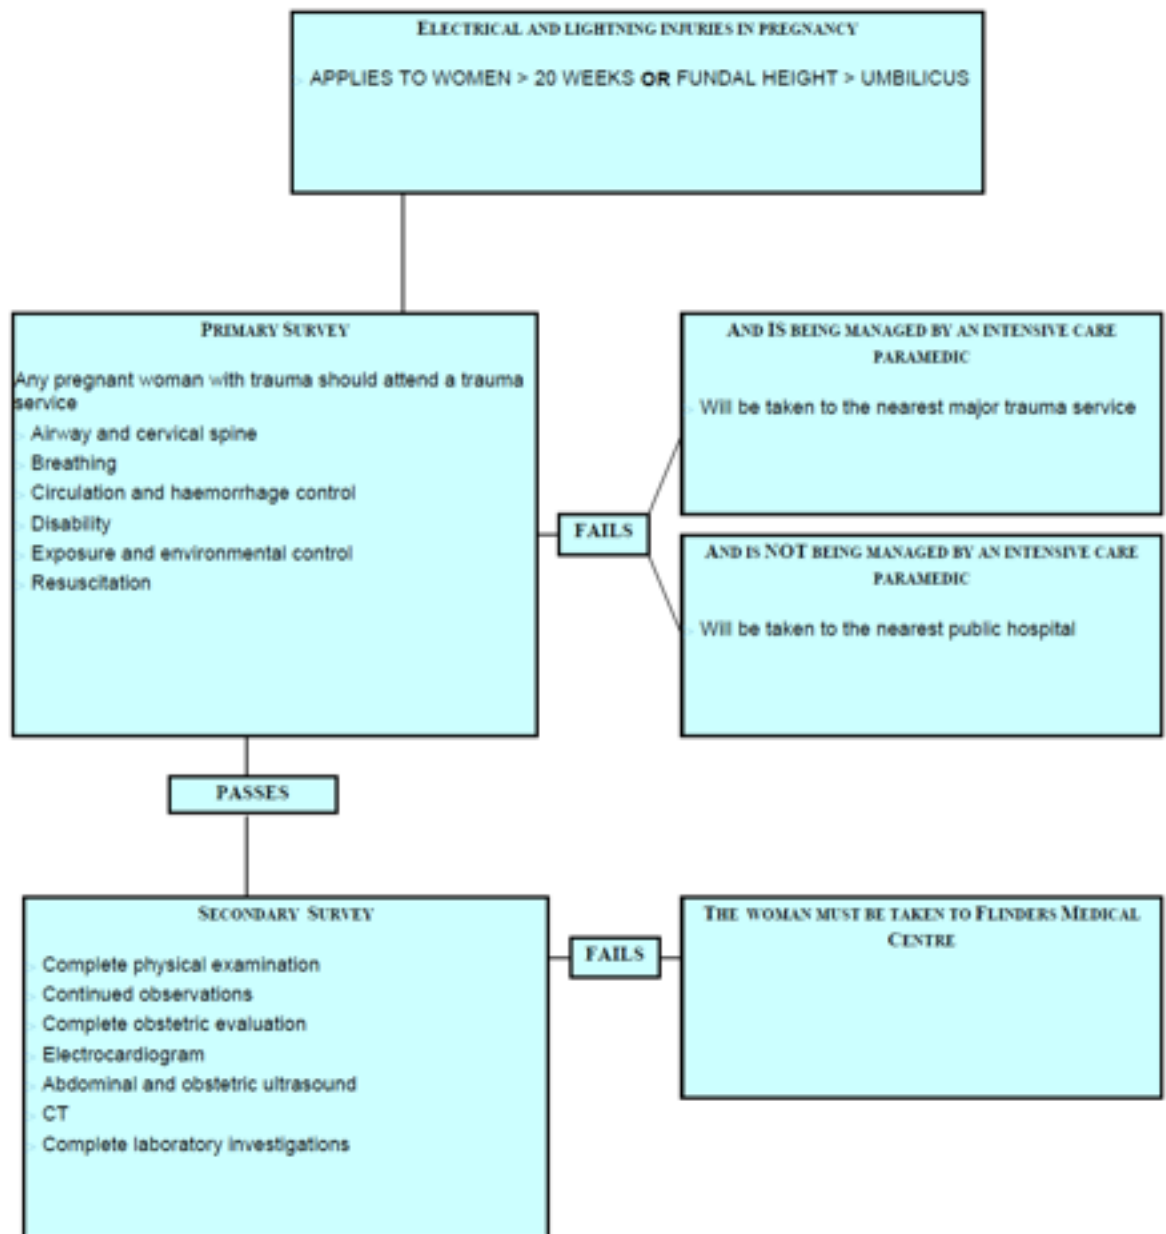 ELECTRICAL AND LIGHTNING INJURIES IN PREGNANCY
APPLIES TO WOMEN > 20 WEEKS OR FUNDAL HEIGHT > UMBILICUS
PRIMARY SURVEY
Any pregnant woman with trauma should attend a trauma
service
Airway and cervical spine
Breathing
Circulation and haemorrhage control
Disability
Exposure and environmental control
Resuscitation
FAILS
AND IS BEING MANAGED BY AN INTENSIVE CARE
PARAMEDIC
Will be taken to the nearest major trauma service
AND IS NOT BEING MANAGED BY AN INTENSIVE CARE
PARAMEDIC
Will be taken to the nearest public hospital
PASSES
SECONDARY SURVEY
Complete physical examination
Continued observations
Complete obstetric evaluation
Electrocardiogram
Abdominal and obstetric ultrasound
CT
Complete laboratory investigations
FAILS
THE WOMAN MUST BE TAKEN TO FLINDERS MEDICAL
CENTRE